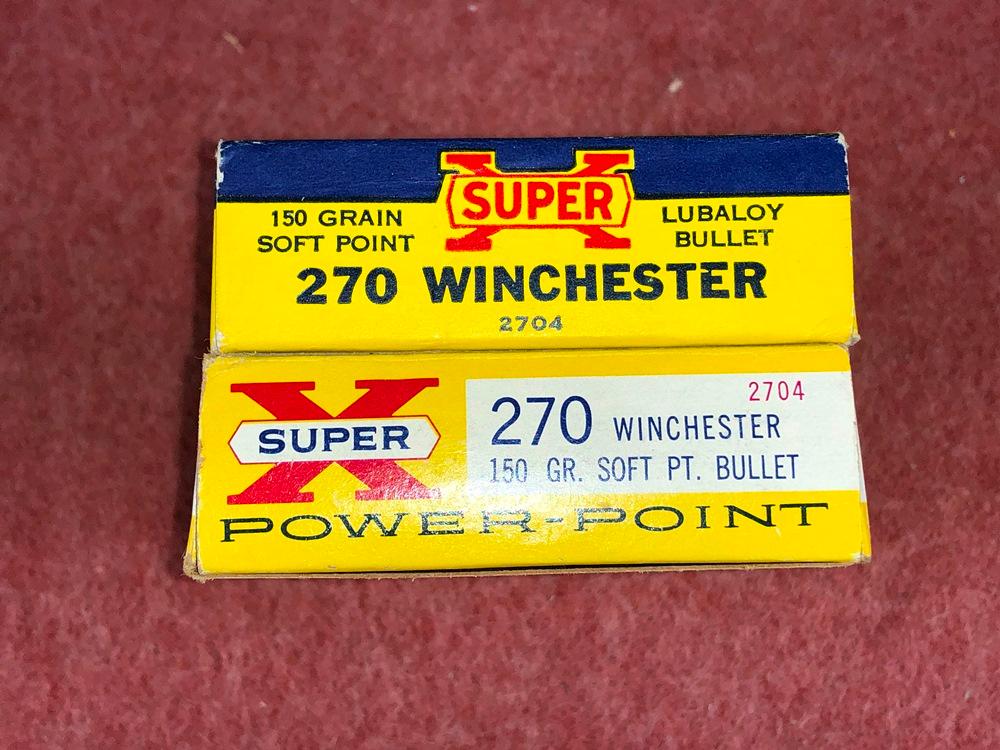 150 GRAIN
SOFT POINT
SUPER X
LUBALOY
BULLET
270 WINCHESTER
2704
SUPER X
2704
270 WINCHESTER
150 GR. SOFT PT. BULLET
POWER-POINT